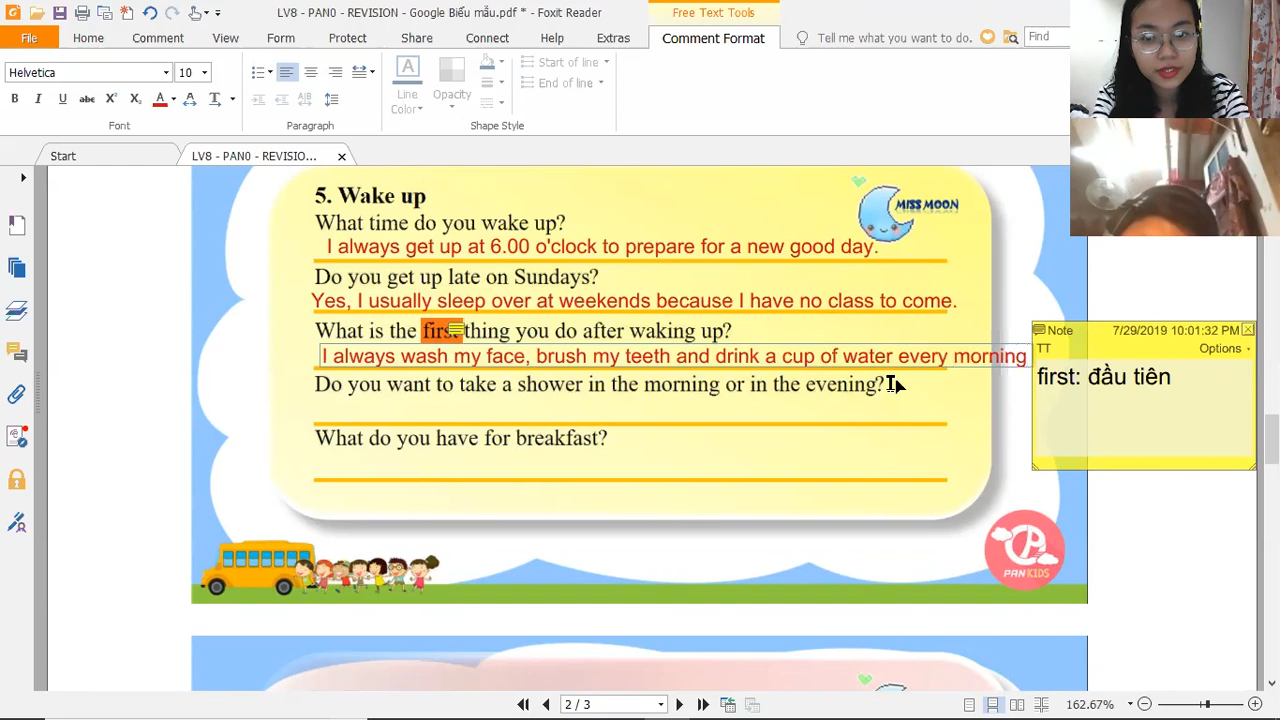 LV8 - PAN0 - REVISION - Google Biểu mẫu.pdf * - Foxit Reader
Free Text Tools
File
Home
Comment
View
Form
Protect
Share
Connect
Help
Extras
Comment Format
Tell me what you want to do.
Find
Helvetica
10
Line Color
Opacity
Start of line
End of line
Font
Paragraph
Shape Style
Start
LV8 - PAN0 - REVISIO...
5. Wake up
MISS MOON
What time do you wake up?
I always get up at 6.00 o'clock to prepare for a new good day.
Do you get up late on Sundays?
Yes, I usually sleep over at weekends because I have no class to come.
What is the first thing you do after waking up?
I always wash my face, brush my teeth and drink a cup of water every morning
Do you want to take a shower in the morning or in the evening?
What do you have for breakfast?
Note
7/29/2019 10:01:32
TT
Options
first: đầu tiên
PAN KIDS
2 / 3
162.67%